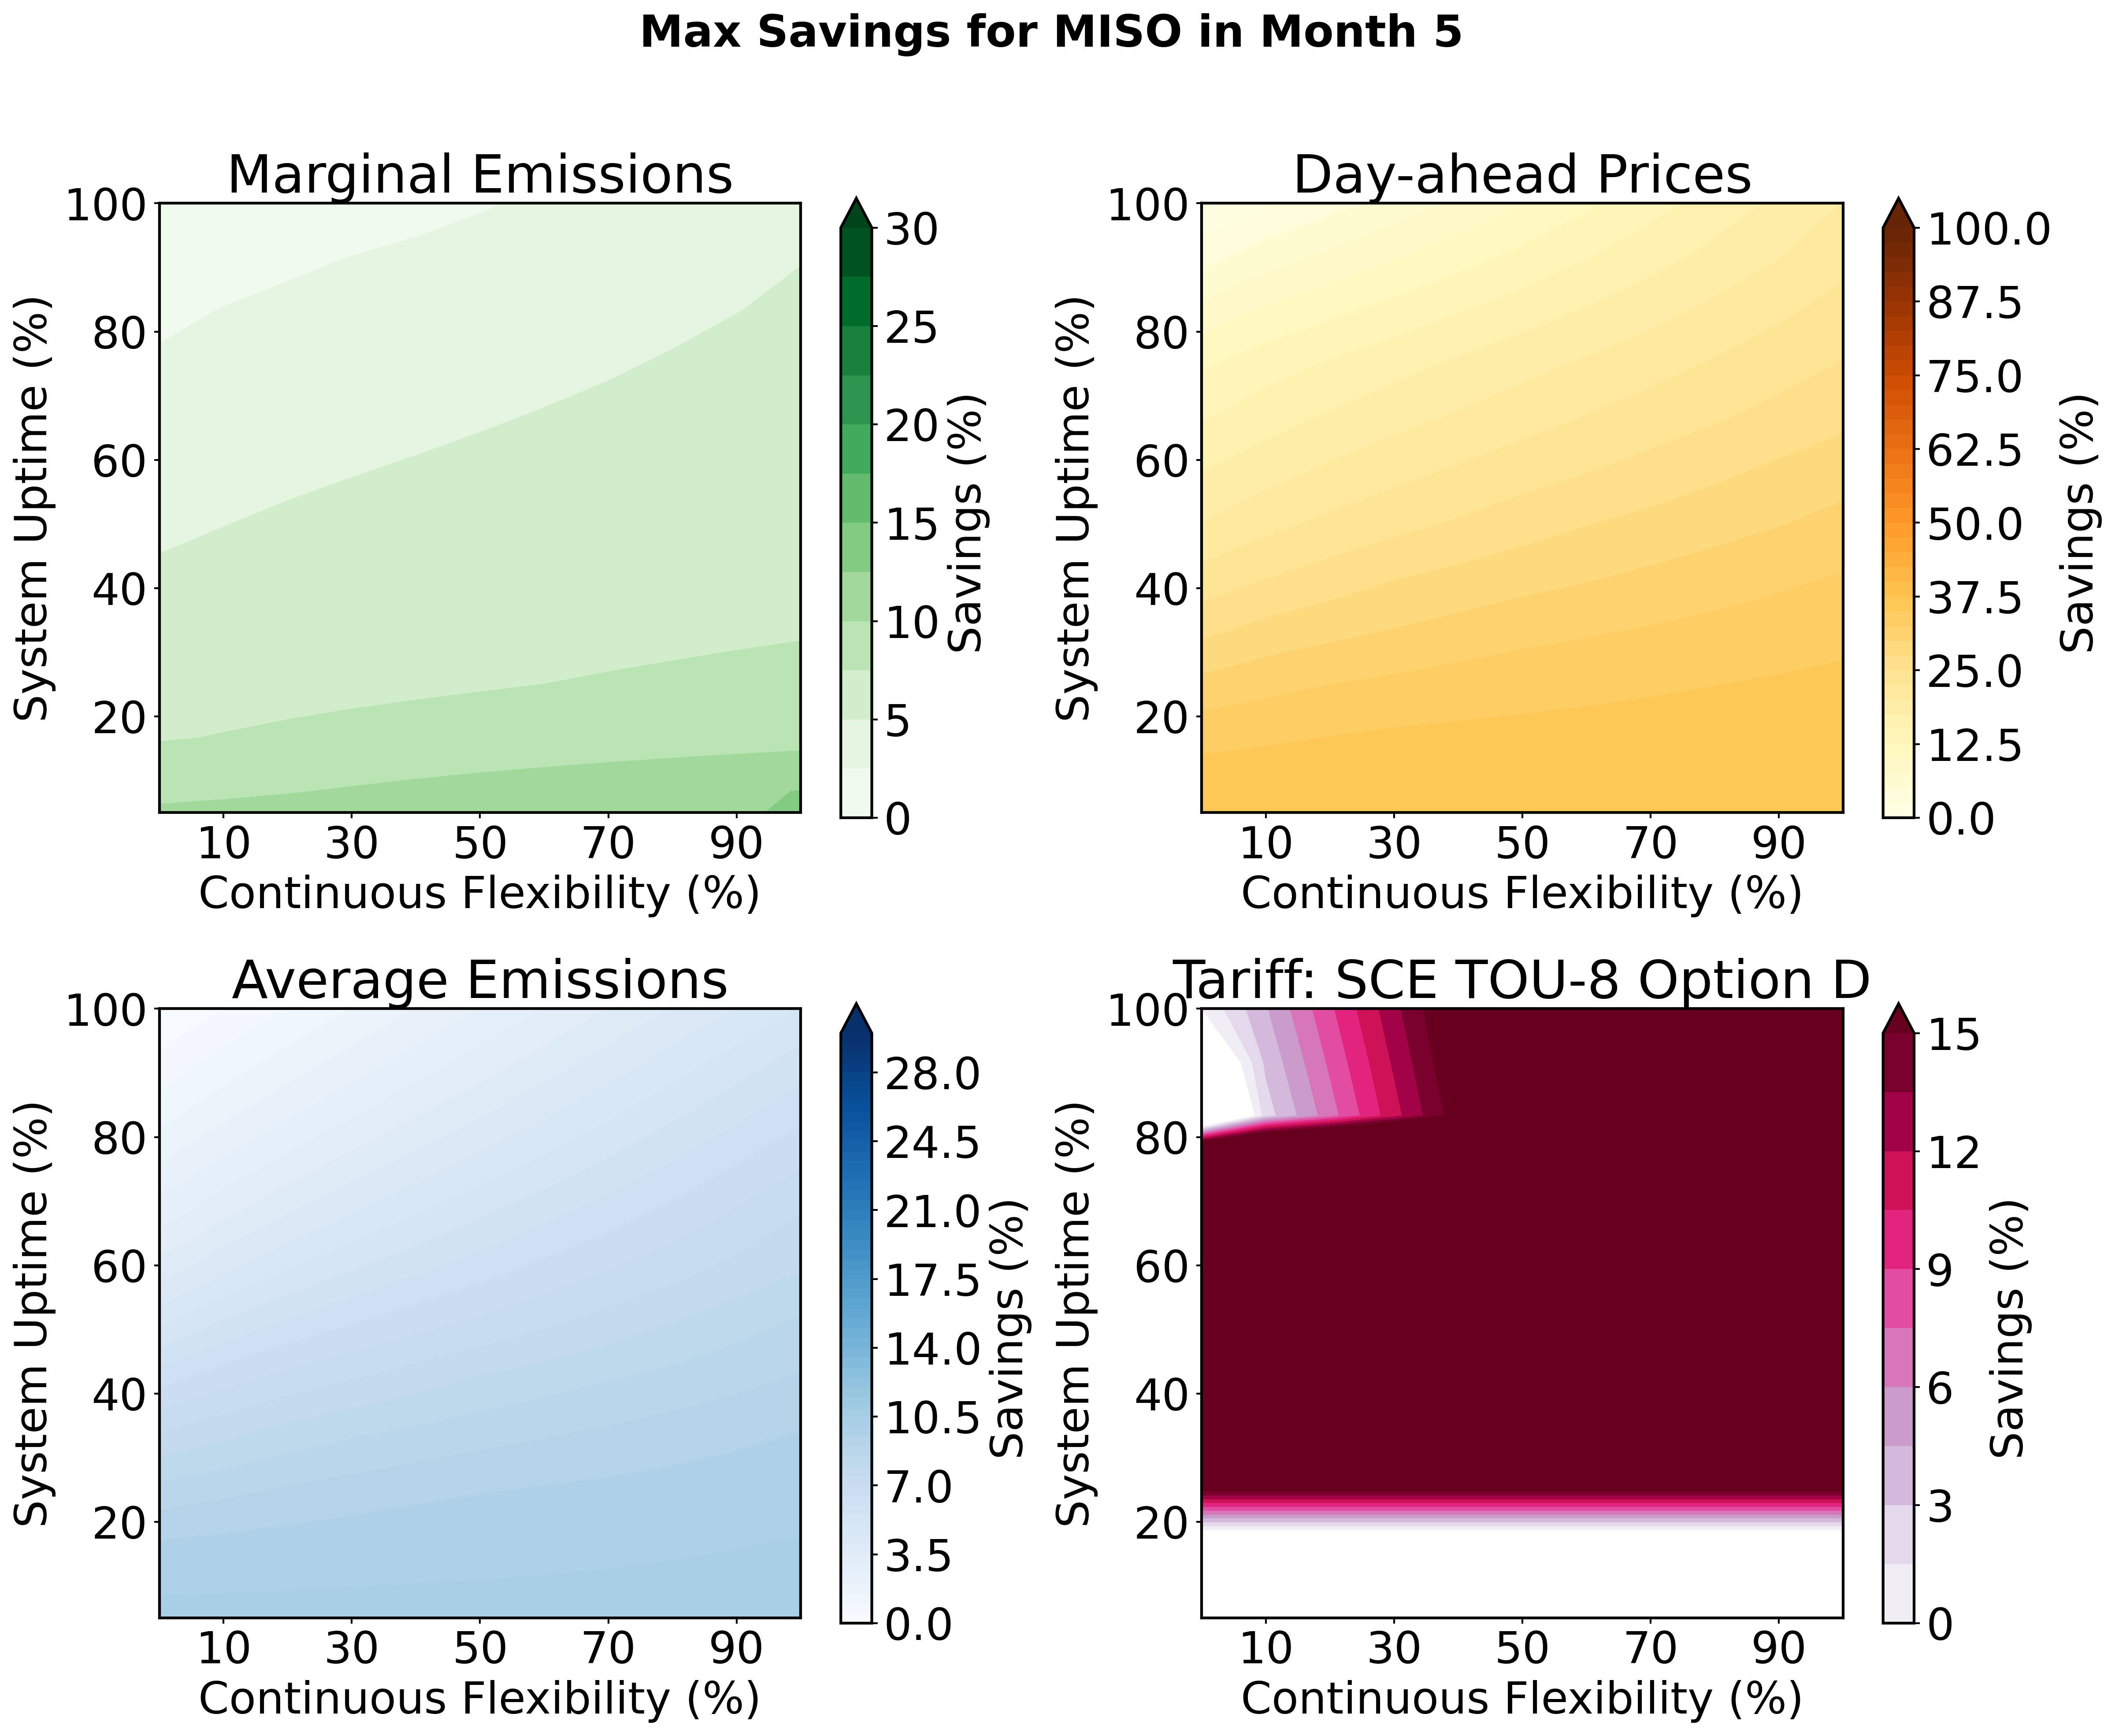 Max Savings for MISO in Month 5
Marginal Emissions
100
80
60
40
20
System Uptime (%)
10 30 50 70 90
Continuous Flexibility (%)
30
25
20
15
10
5
0
Savings (%)
Day-ahead Prices
100
80
60
40
20
System Uptime (%)
10 30 50 70 90
Continuous Flexibility (%)
100.0
87.5
75.0
62.5
50.0
37.5
25.0
12.5
0.0
Savings (%)
Average Emissions
100
80
60
40
20
System Uptime (%)
10 30 50 70 90
Continuous Flexibility (%)
28.0
24.5
21.0
17.5
14.0
10.5
7.0
3.5
0.0
Savings (%)
Tariff: SCE TOU-8 Option D
100
80
60
40
20
System Uptime (%)
10 30 50 70 90
Continuous Flexibility (%)
15
12
9
6
3
0
Savings (%)